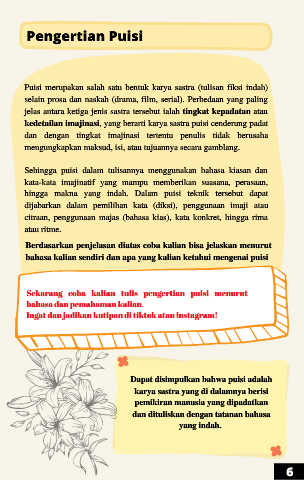 Pengertian Puisi
Puisi merupakan salah satu bentuk karya sastra (tulisan fiksi indah)
selain prosa dan naskah (drama, film, serial). Perbedaan yang paling
jelas antara ketiga jenis sastra tersebut ialah tingkat kepadatan atau
kedetailan imajinasi, yang berarti karya sastra puisi cenderung padat
dan dengan tingkat imajinasi tertentu penulis tidak berusaha
mengungkapkan maksud, isi, atau tujuannya secara gamblang.
Sehingga puisi dalam tulisannya menggunakan bahasa kiasan dan
kata-kata imajinatif yang mampu memberikan suasana, perasaan,
hingga makna yang indah. Dalam puisi teknik tersebut dapat
dijabarkan dalam pemilihan kata (diksi), penggunaan imaji atau
citraan, penggunaan majas (bahasa kias), kata konkret, hingga rima
atau ritme.
Berdasarkan penjelasan diatas coba kalian bisa jelaskan menurut
bahasa kalian sendiri dan apa yang kalian ketahui mengenai puisi
Sekarang coba kalian tulis pengertian puisi menurut
bahasa dan pemahaman kalian.
Ingat dan jadikan kutipan di tiktok atau instagram!
Dapat disimpulkan bahwa puisi adalah
karya sastra yang di dalamnya berisi
pemikiran manusia yang dipadatkan
dan dituliskan dengan tatanan bahasa
yang indah.
6